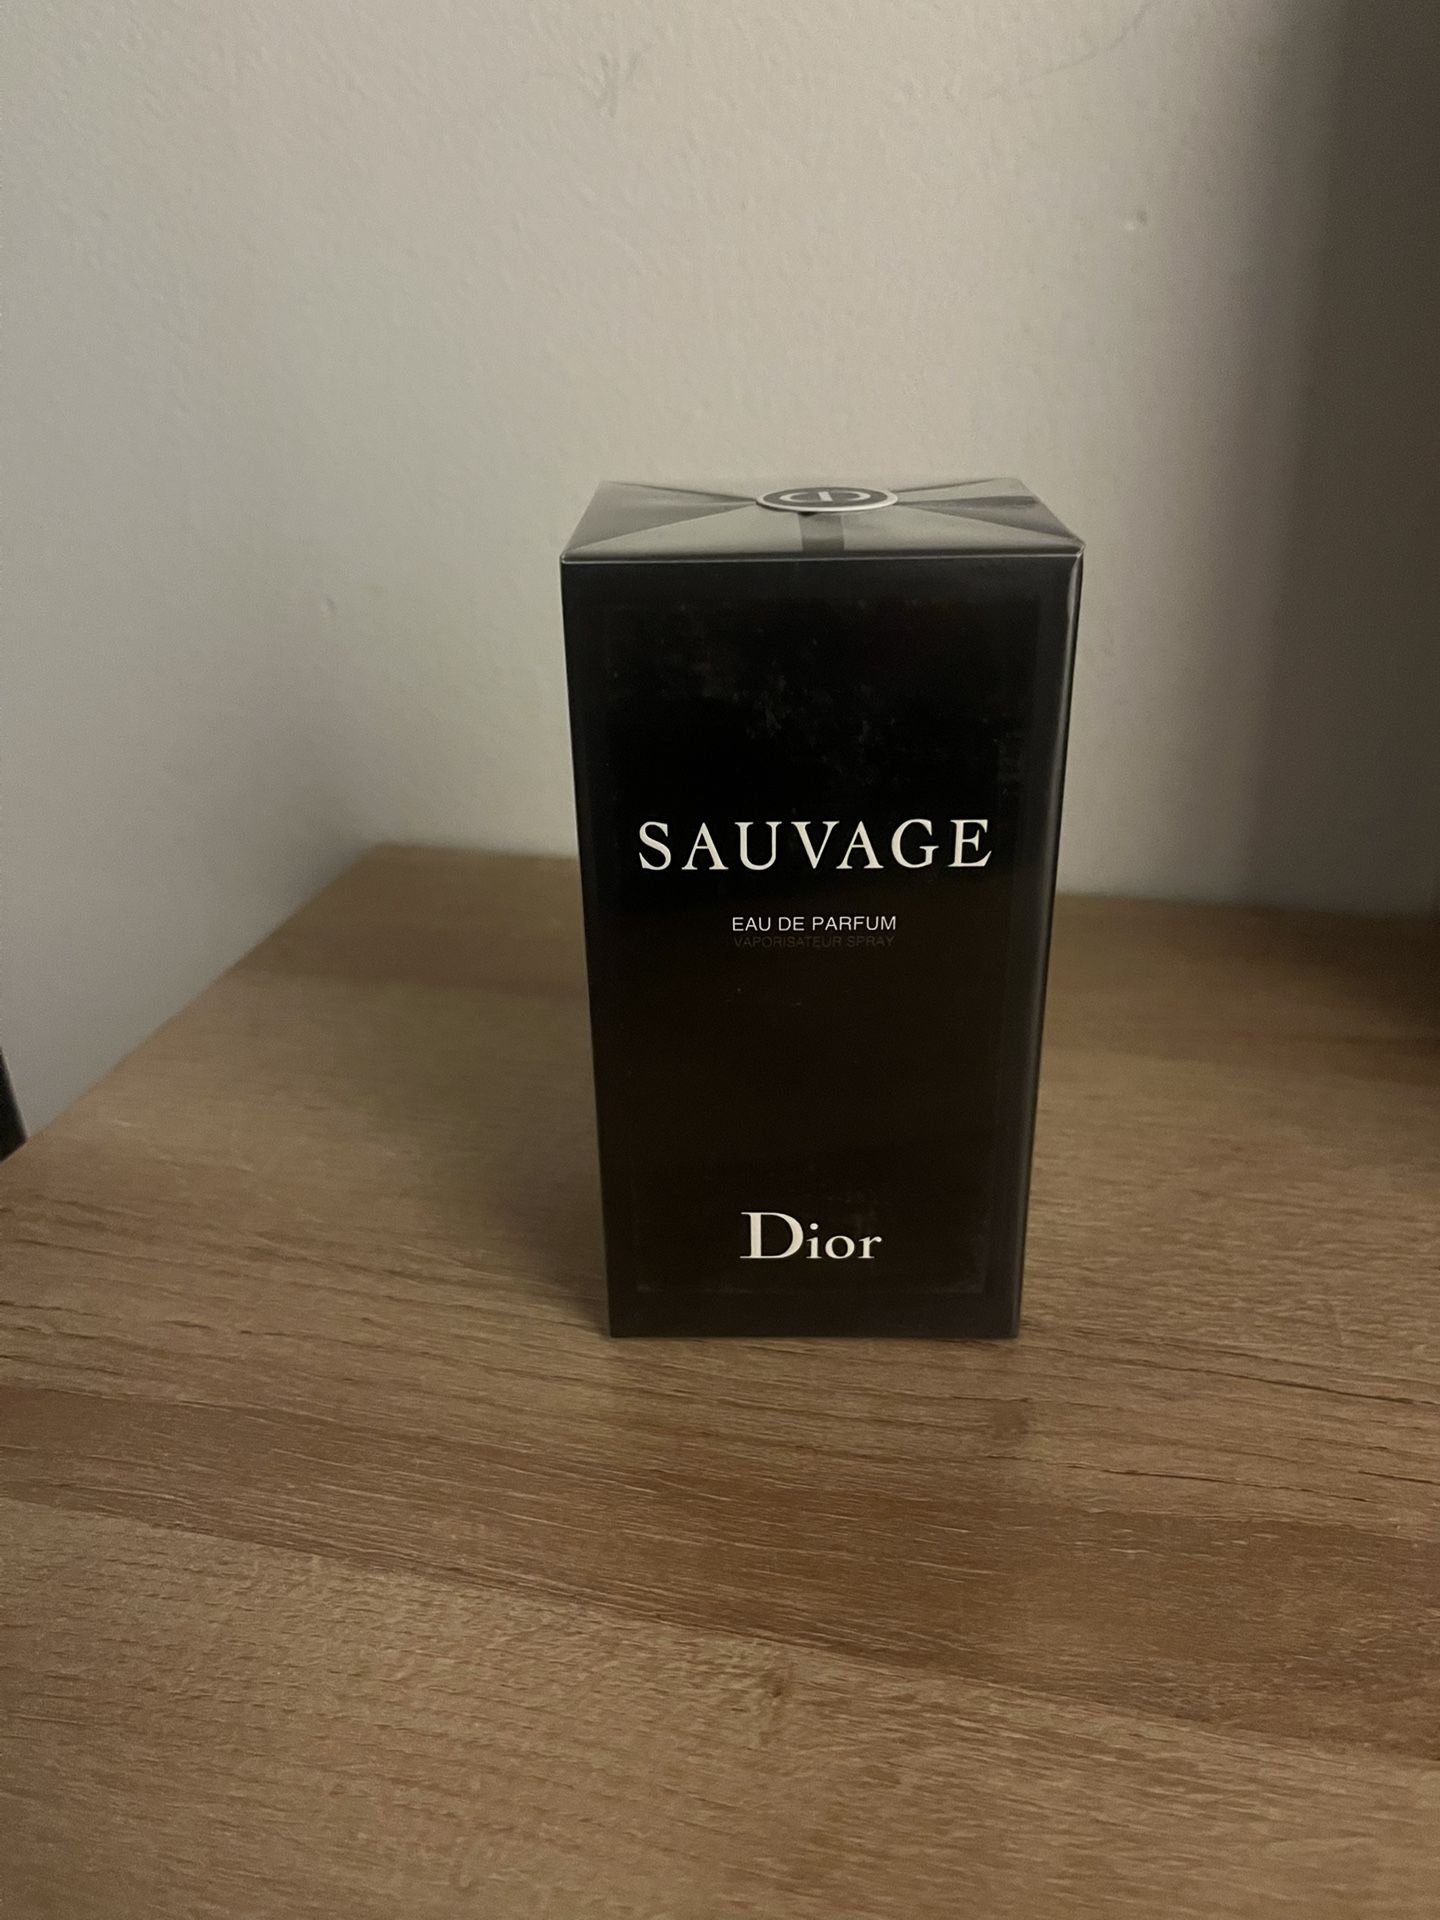 SAUVAGE
EAU DE PARFUM
VAPORISATEUR SPRAY
Dior